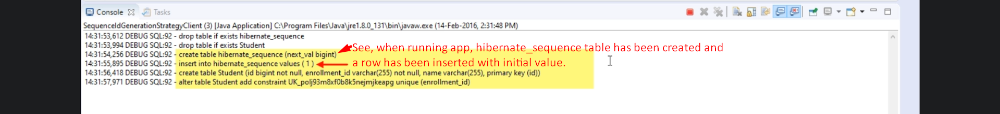 Console Tasks
SequenceIdGenerationStrategyClient (3) [Java Application] C:\Program Files\Java\jre1.8.0_131\bin\javaw.exe (14-Feb-2016, 2:31:48 PM)
14:31:53,612 DEBUG SQL:92 - drop table if exists hibernate_sequence
14:31:53,994 DEBUG SQL:92 - drop table if exists Student
14:31:54,256 DEBUG SQL:92 - create table hibernate_sequence (next_val bigint)
See, when running app, hibernate_sequence table has been created and
14:31:55,895 DEBUG SQL:92 - insert into hibernate_sequence values ( 1 )
a row has been inserted with initial value.
14:31:56,418 DEBUG SQL:92 - create table Student (id bigint not null, enrollment_id varchar(255) not null, name varchar(255), primary key (id))
14:31:57,971 DEBUG SQL:92 - alter table Student add constraint UK_polj93m8xf0b8k5nejmjkeapg unique (enrollment_id)